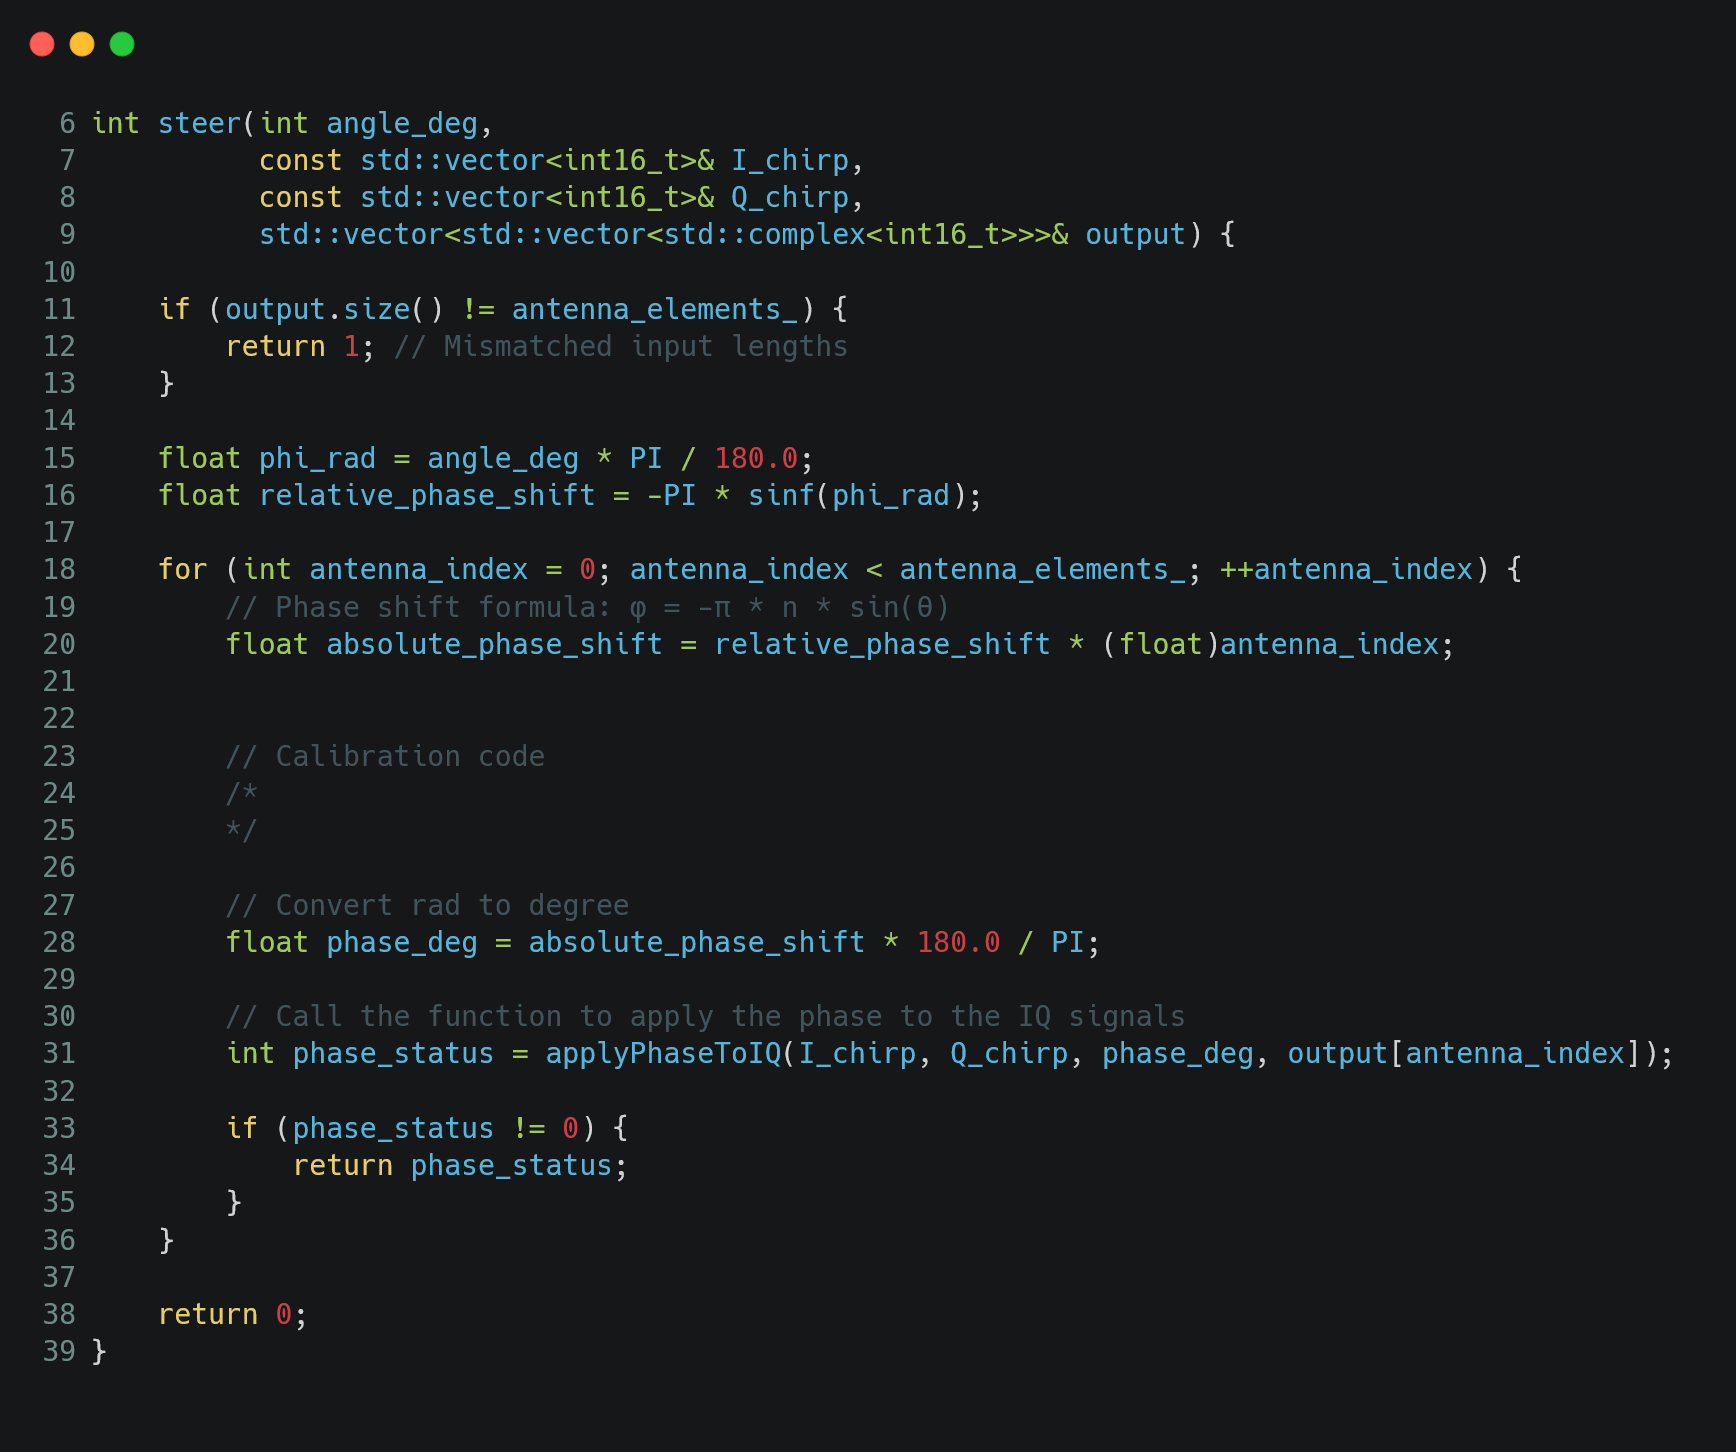 6 int steer(int angle_deg,
7           const std::vector<int16_t>& I_chirp,
8           const std::vector<int16_t>& Q_chirp,
9           std::vector<std::vector<std::complex<int16_t>>>& output) {
10
11     if (output.size() != antenna_elements_) {
12         return 1; // Mismatched input lengths
13     }
14
15     float phi_rad = angle_deg * PI / 180.0;
16     float relative_phase_shift = -PI * sinf(phi_rad);
17
18     for (int antenna_index = 0; antenna_index < antenna_elements_; ++antenna_index) {
19         // Phase shift formula: φ = -π * n * sin(θ)
20         float absolute_phase_shift = relative_phase_shift * (float)antenna_index;
21
22
23         // Calibration code
24         /*
25         */
26
27         // Convert rad to degree
28         float phase_deg = absolute_phase_shift * 180.0 / PI;
29
30         // Call the function to apply the phase to the IQ signals
31         int phase_status = applyPhaseToIQ(I_chirp, Q_chirp, phase_deg, output[antenna_index]);
32
33         if (phase_status != 0) {
34             return phase_status;
35         }
36     }
37
38     return 0;
39 }